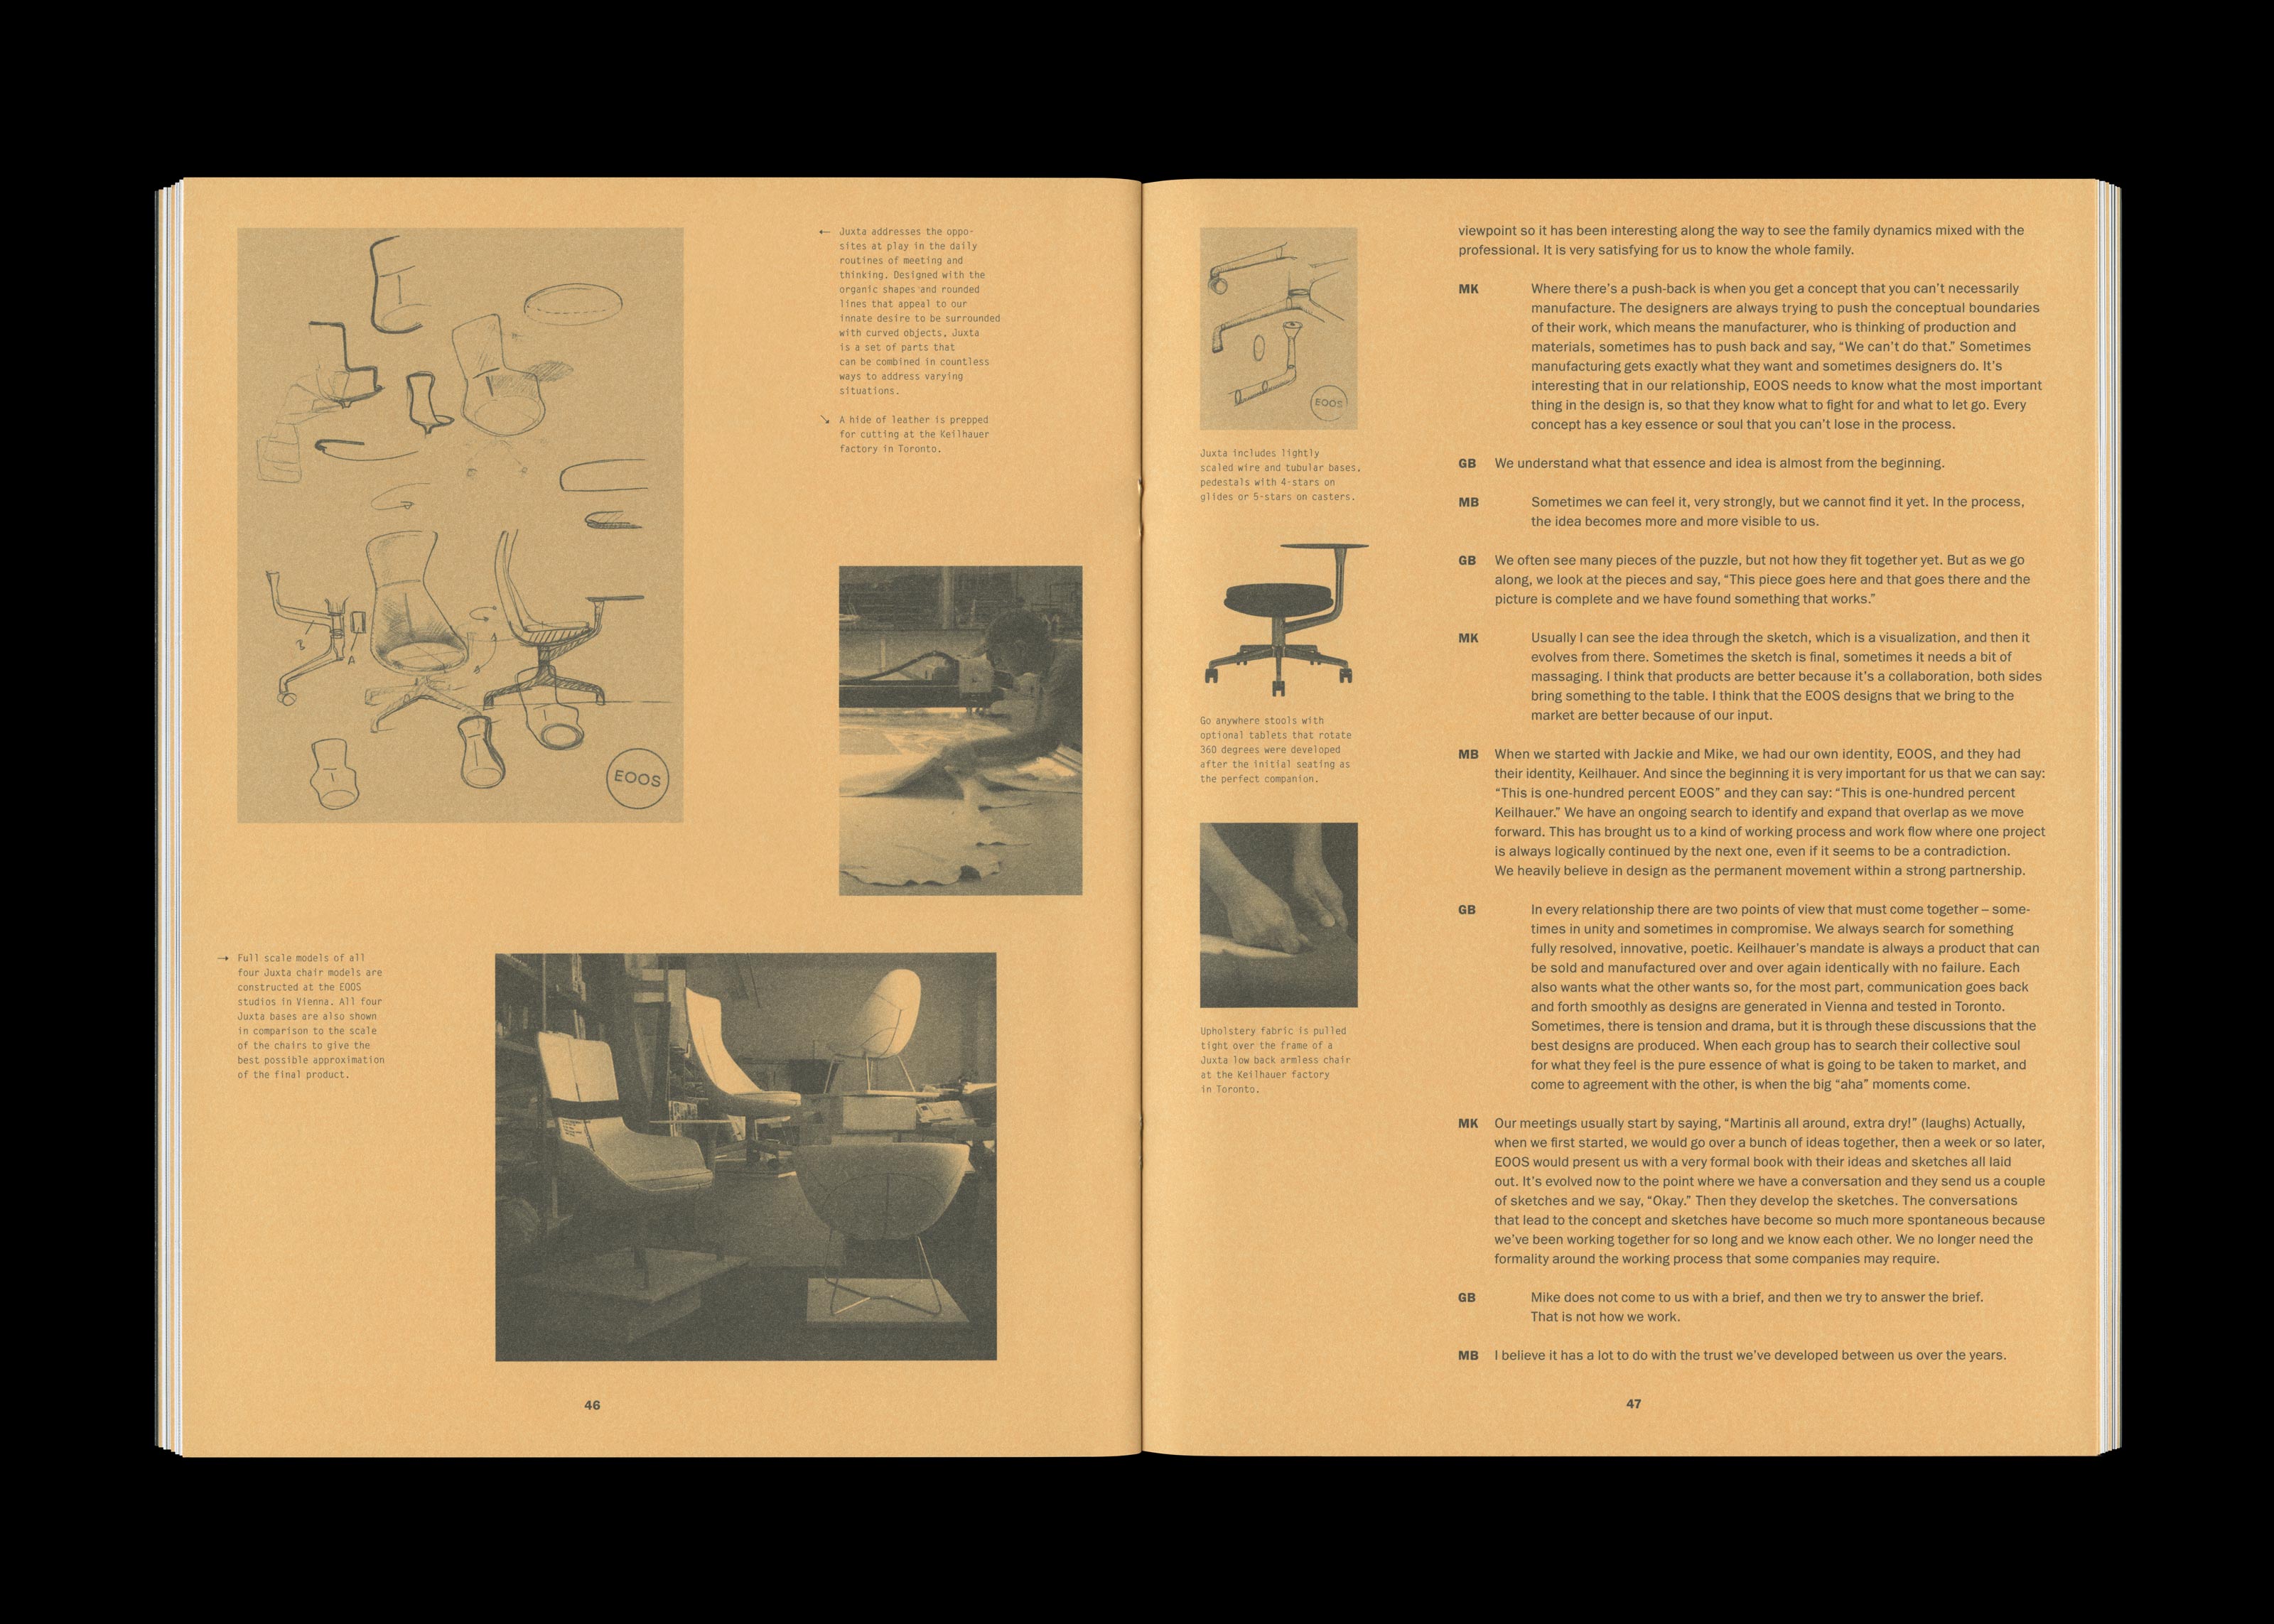 EOOS
← Juxta addresses the oppo-
sites at play in the daily
routines of meeting and
thinking. Designed with the
organic shapes and rounded
lines that appeal to our
innate desire to be surrounded
with curved objects, Juxta
is a set of parts that
can be combined in countless
ways to address varying
situations.
↘ A hide of leather is prepped
for cutting at the Keilhauer
factory in Toronto.
B
A
→ Full scale models of all
four Juxta chair models are
constructed at the EOOS
studios in Vienna. All four
Juxta bases are also shown
in comparison to the scale
of the chairs to give the
best possible approximation
of the final product.
46
EOOS
Juxta includes lightly
scaled wire and tubular bases,
pedestals with 4-stars on
glides or 5-stars on casters.
Go anywhere stools with
optional tablets that rotate
360 degrees were developed
after the initial seating as
the perfect companion.
Upholstery fabric is pulled
tight over the frame of a
Juxta low back armless chair
at the Keilhauer factory
in Toronto.
viewpoint so it has been interesting along the way to see the family dynamics mixed with the
professional. It is very satisfying for us to know the whole family.
MK Where there’s a push-back is when you get a concept that you can’t necessarily
manufacture. The designers are always trying to push the conceptual boundaries
of their work, which means the manufacturer, who is thinking of production and
materials, sometimes has to push back and say, “We can’t do that.” Sometimes
manufacturing gets exactly what they want and sometimes designers do. It’s
interesting that in our relationship, EOOS needs to know what the most important
thing in the design is, so that they know what to fight for and what to let go. Every
concept has a key essence or soul that you can’t lose in the process.
GB We understand what that essence and idea is almost from the beginning.
MB Sometimes we can feel it, very strongly, but we cannot find it yet. In the process,
the idea becomes more and more visible to us.
GB We often see many pieces of the puzzle, but not how they fit together yet. But as we go
along, we look at the pieces and say, “This piece goes here and that goes there and the
picture is complete and we have found something that works.”
MK Usually I can see the idea through the sketch, which is a visualization, and then it
evolves from there. Sometimes the sketch is final, sometimes it needs a bit of
massaging. I think that products are better because it’s a collaboration, both sides
bring something to the table. I think that the EOOS designs that we bring to the
market are better because of our input.
MB When we started with Jackie and Mike, we had our own identity, EOOS, and they had
their identity, Keilhauer. And since the beginning it is very important for us that we can say:
“This is one-hundred percent EOOS” and they can say: “This is one-hundred percent
Keilhauer.” We have an ongoing search to identify and expand that overlap as we move
forward. This has brought us to a kind of working process and work flow where one project
is always logically continued by the next one, even if it seems to be a contradiction.
We heavily believe in design as the permanent movement within a strong partnership.
GB In every relationship there are two points of view that must come together – some-
times in unity and sometimes in compromise. We always search for something
fully resolved, innovative, poetic. Keilhauer’s mandate is always a product that can
be sold and manufactured over and over again identically with no failure. Each
also wants what the other wants so, for the most part, communication goes back
and forth smoothly as designs are generated in Vienna and tested in Toronto.
Sometimes, there is tension and drama, but it is through these discussions that the
best designs are produced. When each group has to search their collective soul
for what they feel is the pure essence of what is going to be taken to market, and
come to agreement with the other, is when the big “aha” moments come.
MK Our meetings usually start by saying, “Martinis all around, extra dry!” (laughs) Actually,
when we first started, we would go over a bunch of ideas together, then a week or so later,
EOOS would present us with a very formal book with their ideas and sketches all laid
out. It’s evolved now to the point where we have a conversation and they send us a couple
of sketches and we say, “Okay.” Then they develop the sketches. The conversations
that lead to the concept and sketches have become so much more spontaneous because
we’ve been working together for so long and we know each other. We no longer need the
formality around the working process that some companies may require.
GB Mike does not come to us with a brief, and then we try to answer the brief.
That is not how we work.
MB I believe it has a lot to do with the trust we’ve developed between us over the years.
47